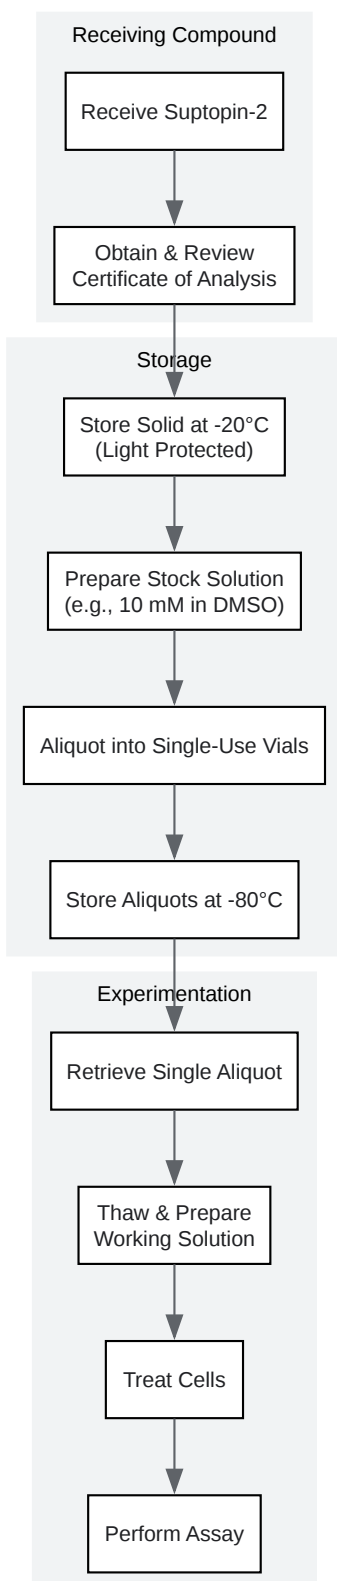 Receiving Compound
Receive Suptopin-2
Obtain & Review
Certificate of Analysis
Storage
Store Solid at -20°C
(Light Protected)
Prepare Stock Solution
(e.g., 10 mM in DMSO)
Aliquot into Single-Use Vials
Store Aliquots at -80°C
Experimentation
Retrieve Single Aliquot
Thaw & Prepare
Working Solution
Treat Cells
Perform Assay